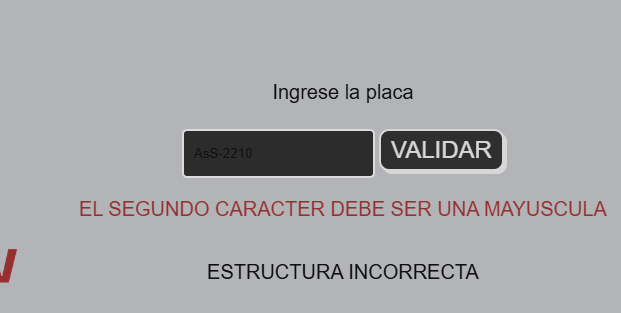 Ingrese la placa
AsS-2210 VALIDAR
EL SEGUNDO CARACTER DEBE SER UNA MAYUSCULA
ESTRUCTURA INCORRECTA